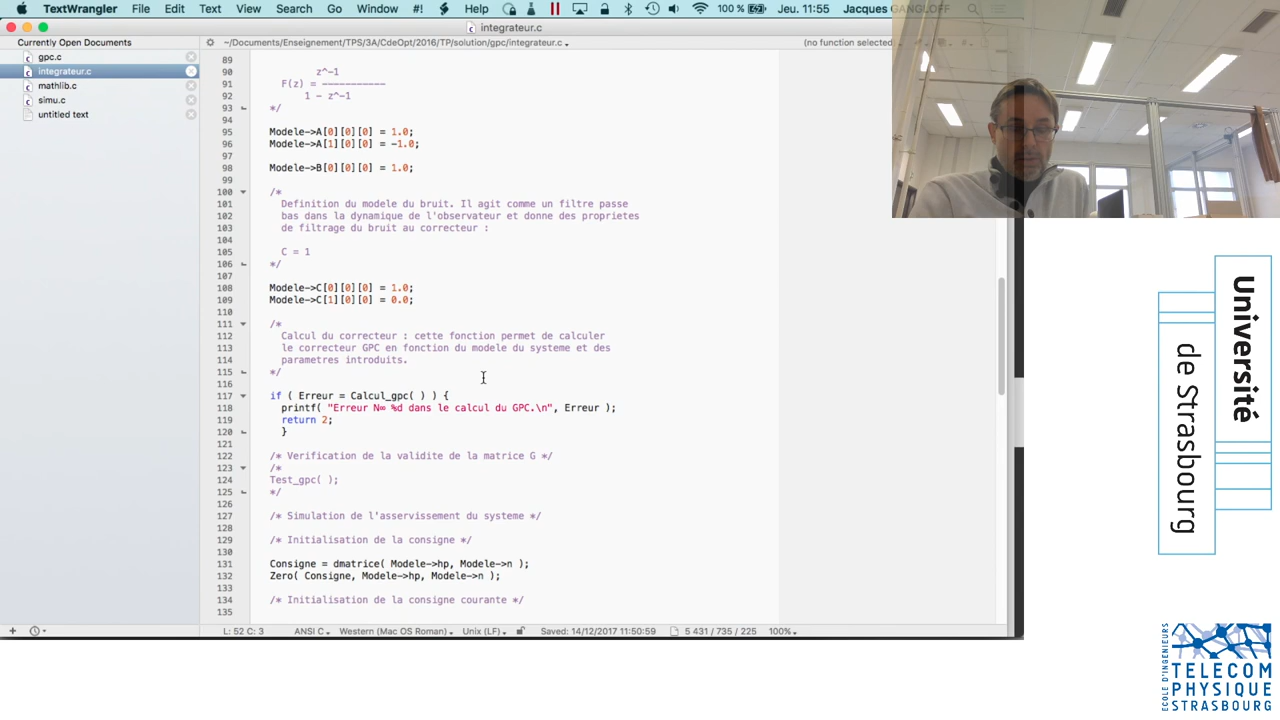 TextWrangler File Edit Text View Search Go Window #! Help 100 % Jeu. 11:55 Jacques GANGLOFF
integrateur.c
Currently Open Documents
gpc.c
integrateur.c
mathlib.c
simu.c
untitled text
~/Documents/Enseignement/TPS/3A/CdeOpt/2016/TP/solution/gpc/integrateur.c
(no function selected)
89
90 z^-1
91 F(z) = -----------
92 1 - z^-1
93 */
94
95 Modele->A[0][0][0] = 1.0;
96 Modele->A[1][0][0] = -1.0;
97
98 Modele->B[0][0][0] = 1.0;
99
100 /*
101 Definition du modele du bruit. Il agit comme un filtre passe
102 bas dans la dynamique de l'observateur et donne des proprietes
103 de filtrage du bruit au correcteur :
104
105 C = 1
106 */
107
108 Modele->C[0][0][0] = 1.0;
109 Modele->C[1][0][0] = 0.0;
110
111 /*
112 Calcul du correcteur : cette fonction permet de calculer
113 le correcteur GPC en fonction du modele du systeme et des
114 parametres introduits.
115 */
116
117 if ( Erreur = Calcul_gpc( ) ) {
118 printf( "Erreur N∞ %d dans le calcul du GPC.\n", Erreur );
119 return 2;
120 }
121
122 /* Verification de la validite de la matrice G */
123 /*
124 Test_gpc( );
125 */
126
127 /* Simulation de l'asservissement du systeme */
128
129 /* Initialisation de la consigne */
130
131 Consigne = dmatrice( Modele->hp, Modele->n );
132 Zero( Consigne, Modele->hp, Modele->n );
133
134 /* Initialisation de la consigne courante */
135
L: 52 C: 3 ANSI C Western (Mac OS Roman) Unix (LF) Saved: 14/12/2017 11:50:59 5 431 / 735 / 225 100%
Université
de Strasbourg
ECOLE D'INGENIEURS
TELECOM
PHYSIQUE
STRASBOURG